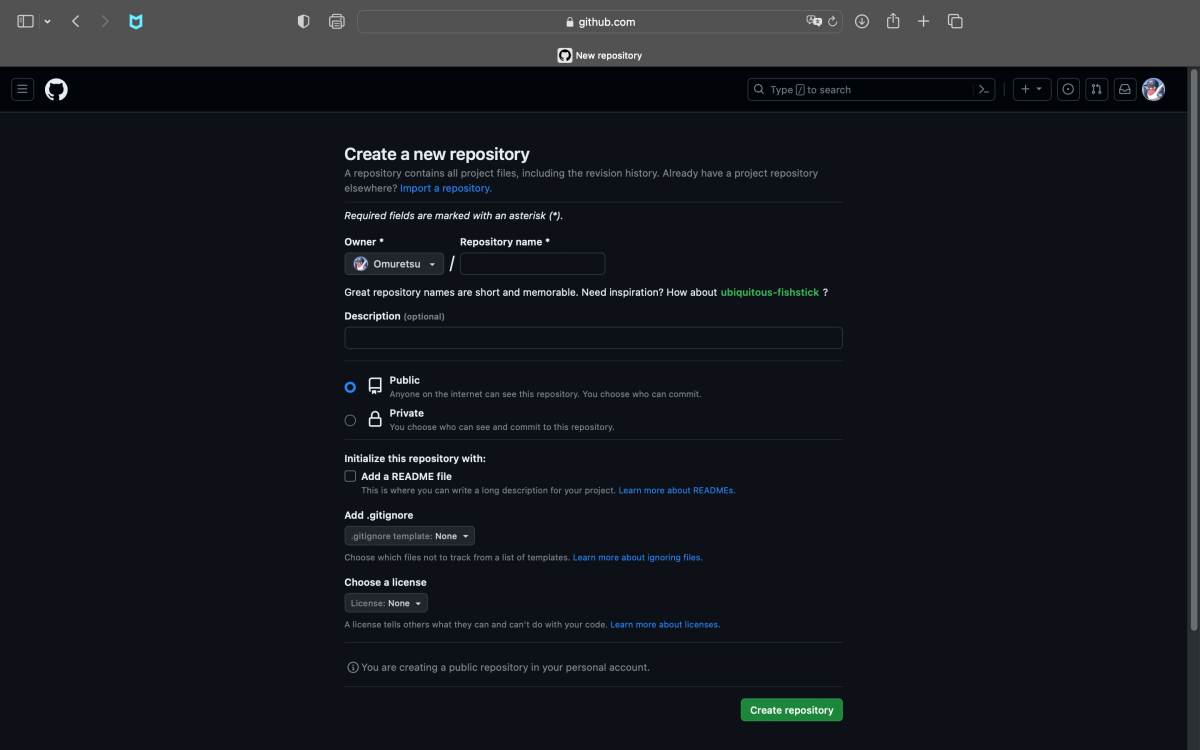 github.com
New repository
Type / to search
Create a new repository
A repository contains all project files, including the revision history. Already have a project repository
elsewhere? Import a repository.
Required fields are marked with an asterisk (*).
Owner * Repository name *
Omuretsu /
Great repository names are short and memorable. Need inspiration? How about ubiquitous-fishstick ?
Description (optional)
Public
Anyone on the internet can see this repository. You choose who can commit.
Private
You choose who can see and commit to this repository.
Initialize this repository with:
Add a README file
This is where you can write a long description for your project. Learn more about READMEs.
Add .gitignore
.gitignore template: None
Choose which files not to track from a list of templates. Learn more about ignoring files.
Choose a license
License: None
A license tells others what they can and can't do with your code. Learn more about licenses.
You are creating a public repository in your personal account.
Create repository